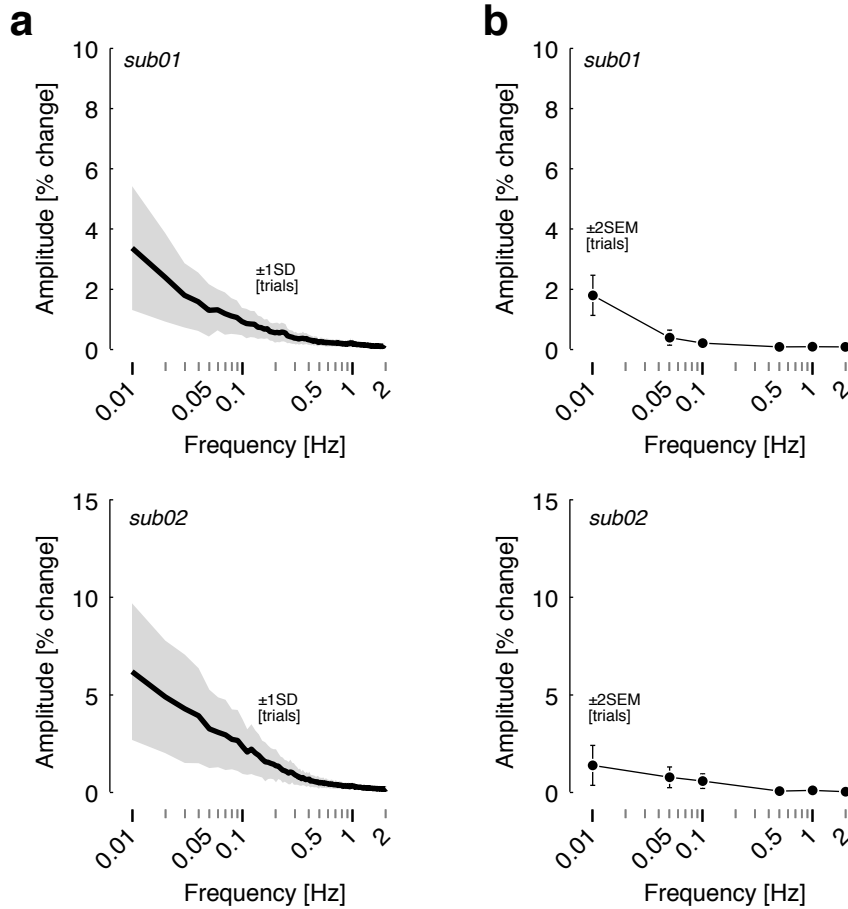 a
sub01
Amplitude [% change]
10
8
6
4
2
0
±1SD
[trials]
0.01
0.05
0.1
0.5
1
2
Frequency [Hz]
b
sub01
Amplitude [% change]
10
8
6
4
2
0
±2SEM
[trials]
0.01
0.05
0.1
0.5
1
2
Frequency [Hz]
sub02
Amplitude [% change]
15
10
5
0
±1SD
[trials]
0.01
0.05
0.1
0.5
1
2
Frequency [Hz]
sub02
Amplitude [% change]
15
10
5
0
±2SEM
[trials]
0.01
0.05
0.1
0.5
1
2
Frequency [Hz]